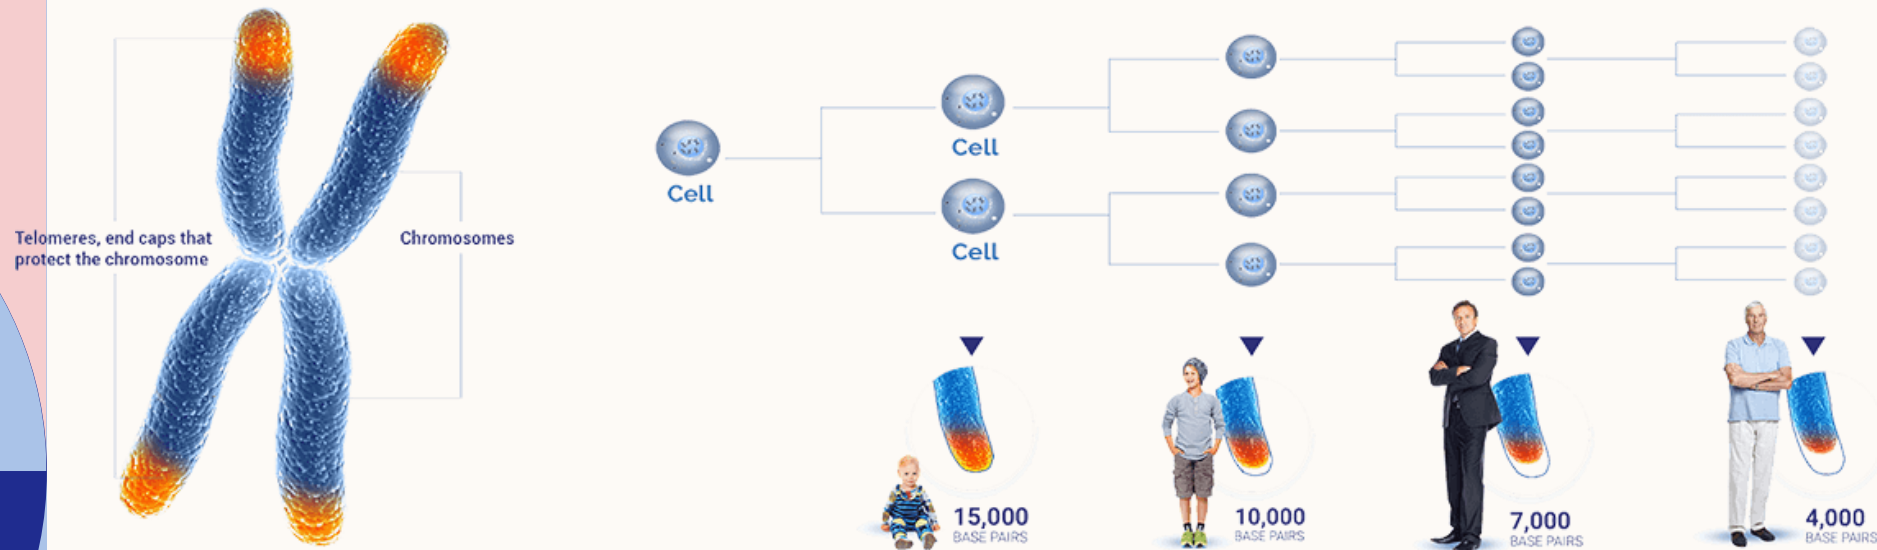 Telomeres, end caps that
protect the chromosome
Chromosomes
Cell
Cell
Cell
15,000
BASE PAIRS
10,000
BASE PAIRS
7,000
BASE PAIRS
4,000
BASE PAIRS